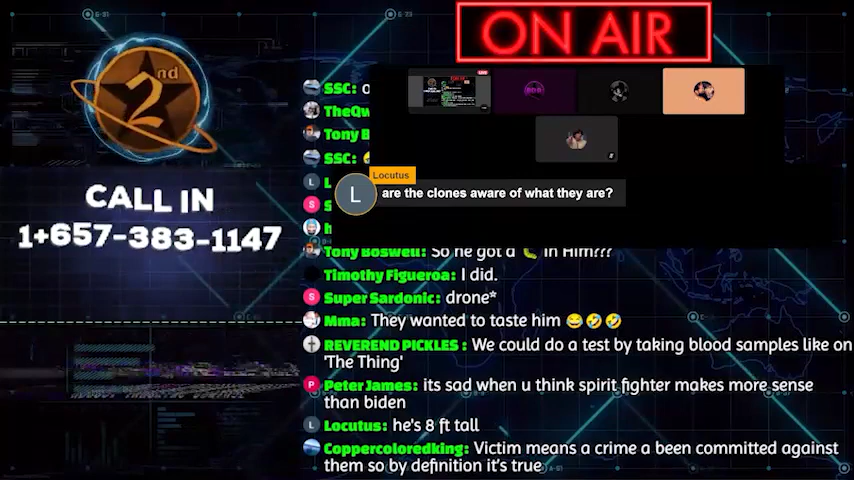 ON AIR
2nd
CALL IN
1+657-383-1147
SSC: o
TheQw
Tony B
SSC:
L
Locutus
L
are the clones aware of what they are?
S
S
h
Tony Boswell: So he got a 🐛 in Him???
Timothy Figueroa: I did.
S
Super Sardonic: drone*
Mma: They wanted to taste him 😂🤣🤣
REVEREND PICKLES : We could do a test by taking blood samples like on
'The Thing'
P
Peter James: its sad when u think spirit fighter makes more sense
than biden
L
Locutus: he's 8 ft tall
Coppercoloredking: Victim means a crime a been committed against
them so by definition it's true